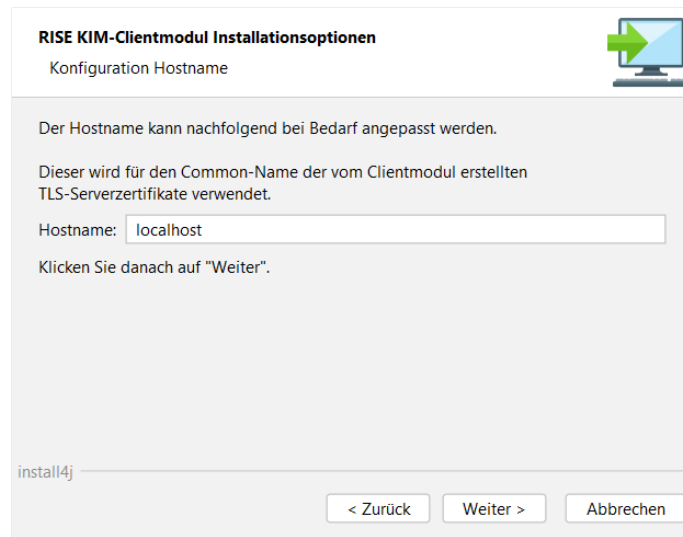 RISE KIM-Clientmodul Installationsoptionen
Konfiguration Hostname
Der Hostname kann nachfolgend bei Bedarf angepasst werden.
Dieser wird für den Common-Name der vom Clientmodul erstellten
TLS-Serverzertifikate verwendet.
Hostname: localhost
Klicken Sie danach auf "Weiter".
install4j
< Zurück Weiter > Abbrechen